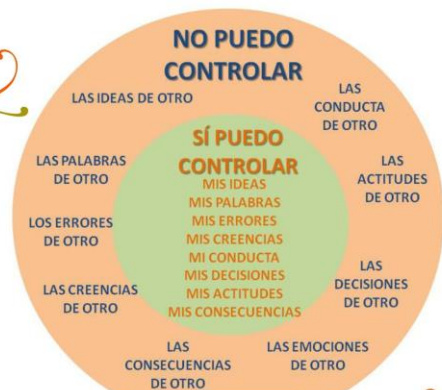 NO PUEDO
CONTROLAR
LAS IDEAS DE OTRO
LAS
CONDUCTA
DE OTRO
LAS PALABRAS
DE OTRO
LAS
ACTITUDES
DE OTRO
LOS ERRORES
DE OTRO
LAS CREENCIAS
DE OTRO
LAS
DECISIONES
DE OTRO
LAS
CONSECUENCIAS
DE OTRO
LAS EMOCIONES
DE OTRO
SÍ PUEDO
CONTROLAR
MIS IDEAS
MIS PALABRAS
MIS ERRORES
MIS CREENCIAS
MI CONDUCTA
MIS DECISIONES
MIS ACTITUDES
MIS CONSECUENCIAS